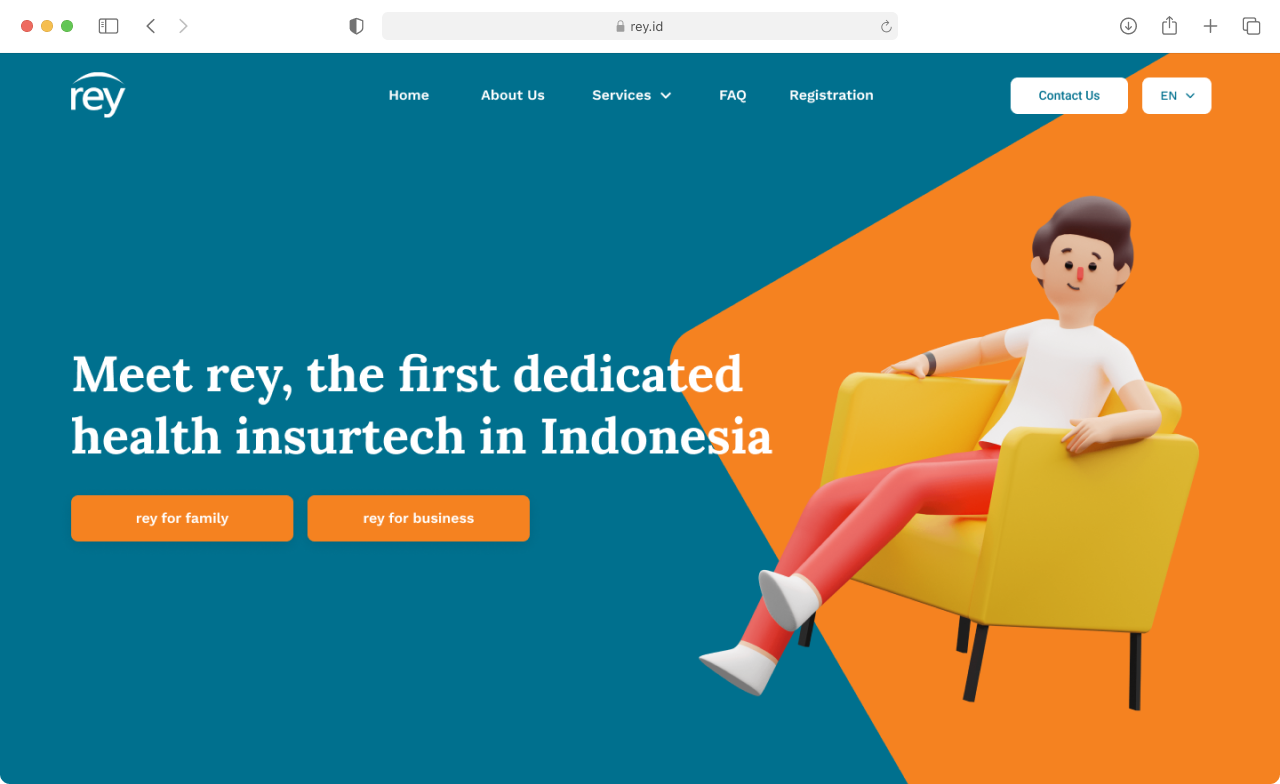 rey.id
rey
Home About Us Services FAQ Registration Contact Us EN
Meet rey, the first dedicated
health insurtech in Indonesia
rey for family rey for business